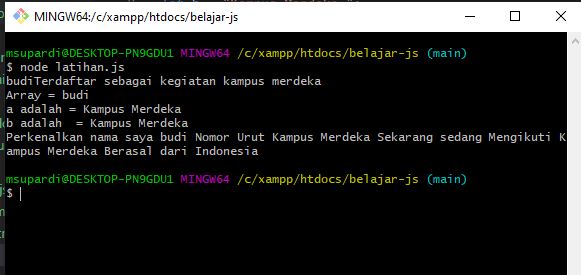 MINGW64:/c/xampp/htdocs/belajar-js
msupardi@DESKTOP-PN9GDU1 MINGW64 /c/xampp/htdocs/belajar-js (main)
$ node latihan.js
budiTerdaftar sebagai kegiatan kampus merdeka
Array = budi
a adalah = Kampus Merdeka
b adalah  = Kampus Merdeka
Perkenalkan nama saya budi Nomor Urut Kampus Merdeka Sekarang sedang Mengikuti K
ampus Merdeka Berasal dari Indonesia
msupardi@DESKTOP-PN9GDU1 MINGW64 /c/xampp/htdocs/belajar-js (main)
$